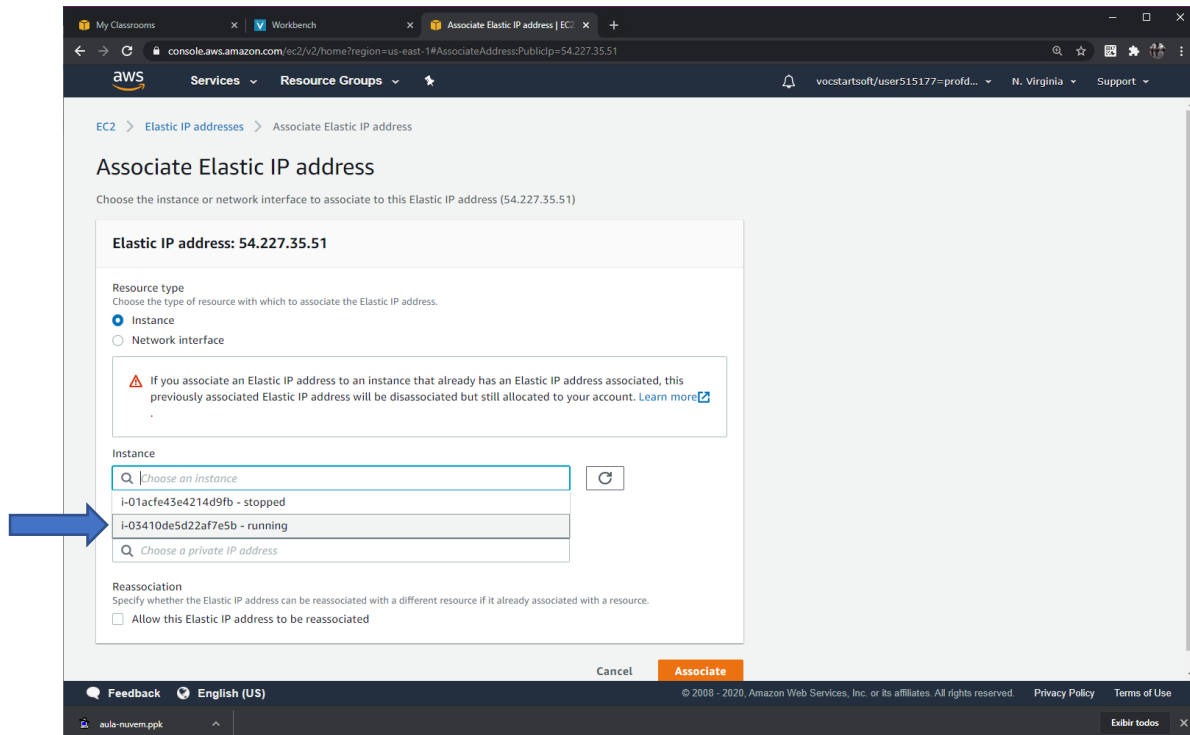 My Classrooms
Workbench
Associate Elastic IP address | EC2
console.aws.amazon.com/ec2/v2/home?region=us-east-1#AssociateAddress:PublicIp=54.227.35.51
aws
Services
Resource Groups
vocstartsoft/user515177=profd...
N. Virginia
Support
EC2 > Elastic IP addresses > Associate Elastic IP address
Associate Elastic IP address
Choose the instance or network interface to associate to this Elastic IP address (54.227.35.51)
Elastic IP address: 54.227.35.51
Resource type
Choose the type of resource with which to associate the Elastic IP address.
Instance
Network interface
If you associate an Elastic IP address to an instance that already has an Elastic IP address associated, this
previously associated Elastic IP address will be disassociated but still allocated to your account. Learn more
.
Instance
Choose an instance
i-01acfe43e4214d9fb - stopped
i-03410de5d22af7e5b - running
Choose a private IP address
Reassociation
Specify whether the Elastic IP address can be reassociated with a different resource if it already associated with a resource.
Allow this Elastic IP address to be reassociated
Cancel
Associate
Feedback
English (US)
© 2008 - 2020, Amazon Web Services, Inc. or its affiliates. All rights reserved.
Privacy Policy
Terms of Use
aula-nuvem.ppk
Exibir todos